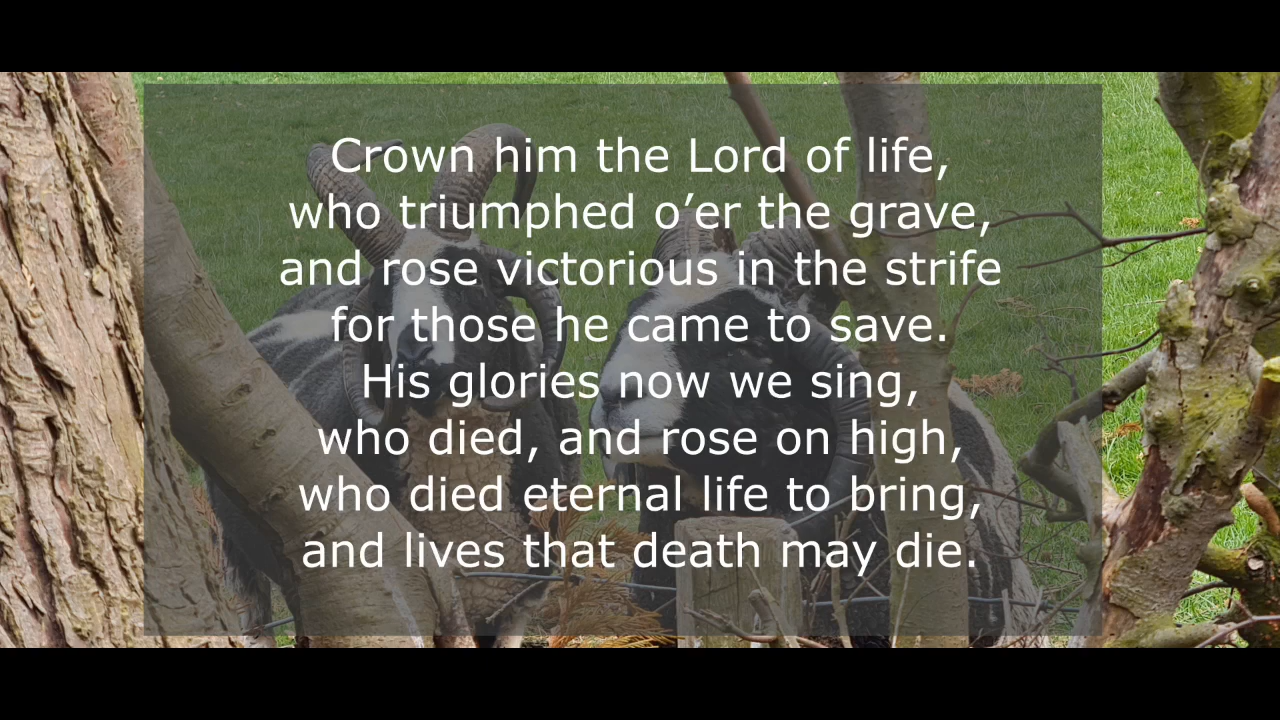 Crown him the Lord of life,
who triumphed o’er the grave,
and rose victorious in the strife
for those he came to save.
His glories now we sing,
who died, and rose on high,
who died eternal life to bring,
and lives that death may die.